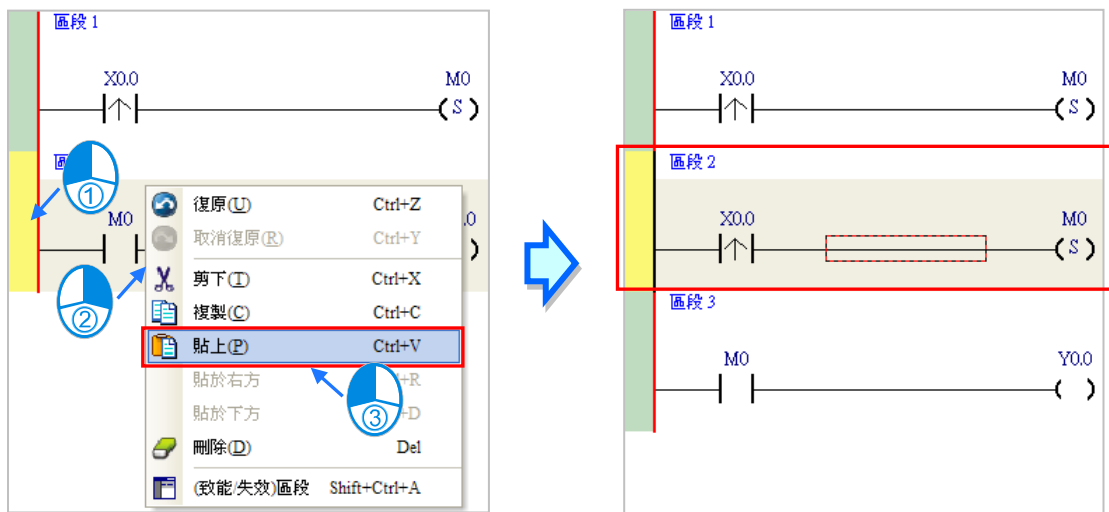 區段 1
X0.0 M0
( S )
區
①
M0 .0
②
復原(U) Ctrl+Z
取消復原(R) Ctrl+Y
剪下(T) Ctrl+X
複製(C) Ctrl+C
貼上(P) Ctrl+V
貼於右方 +R
貼於下方 +D
③
刪除(D) Del
(致能/失效)區段 Shift+Ctrl+A
區段 1
X0.0 M0
( S )
區段 2
X0.0 M0
( S )
區段 3
M0 Y0.0
( )